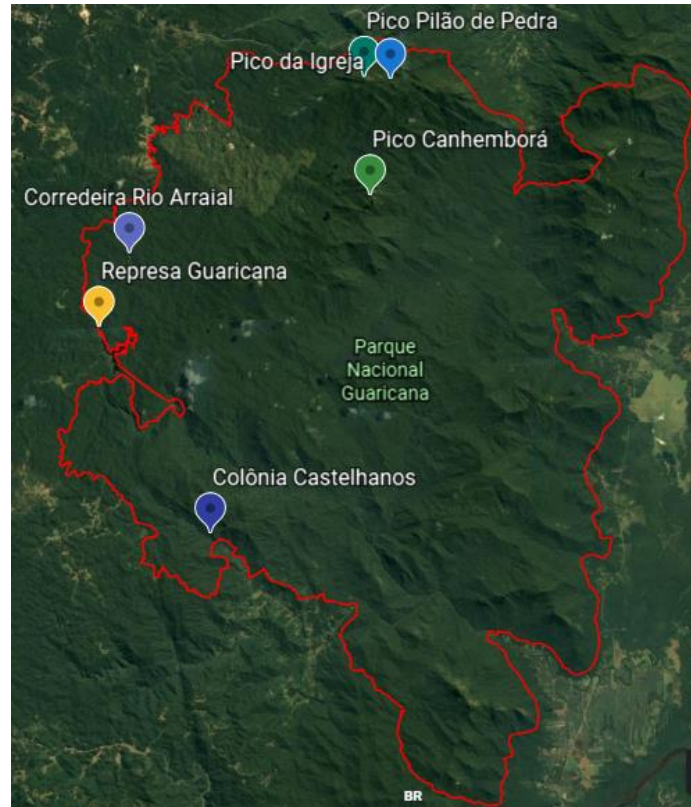 Pico Pilão de Pedra
Pico da Igreja
Pico Canhemborá
Corredeira Rio Arraial
Represa Guaricana
Parque
Nacional
Guaricana
Colônia Castelhanos
BR